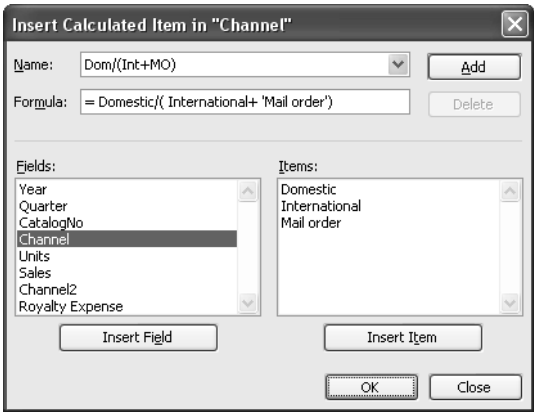 Insert Calculated Item in "Channel"
Name: Dom/(Int+MO) Add
Formula: = Domestic/( International+ 'Mail order') Delete
Fields: Items:
Year Domestic
Quarter International
CatalogNo Mail order
Channel
Units
Sales
Channel2
Royalty Expense
Insert Field Insert Item
OK Close